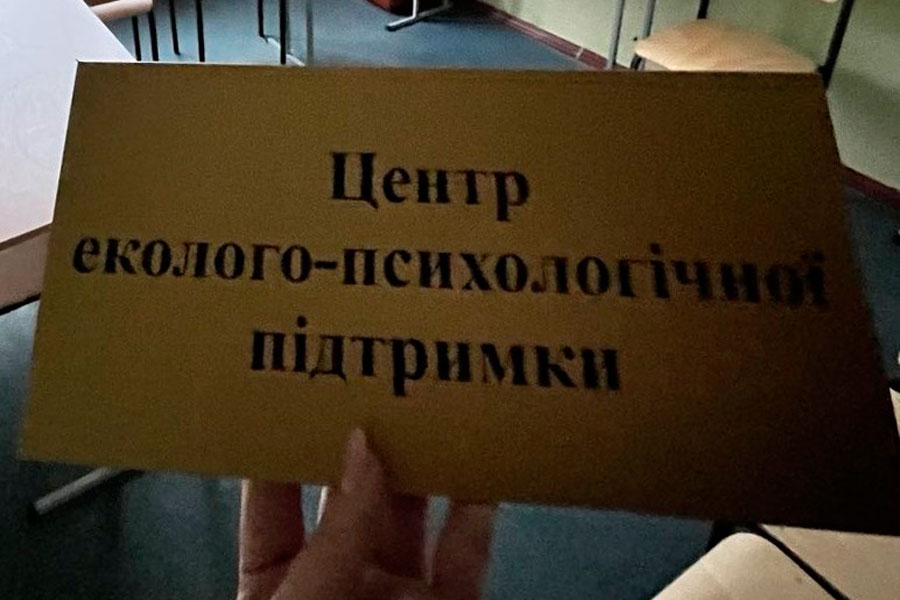 Центр
еколого-психологічної
підтримки